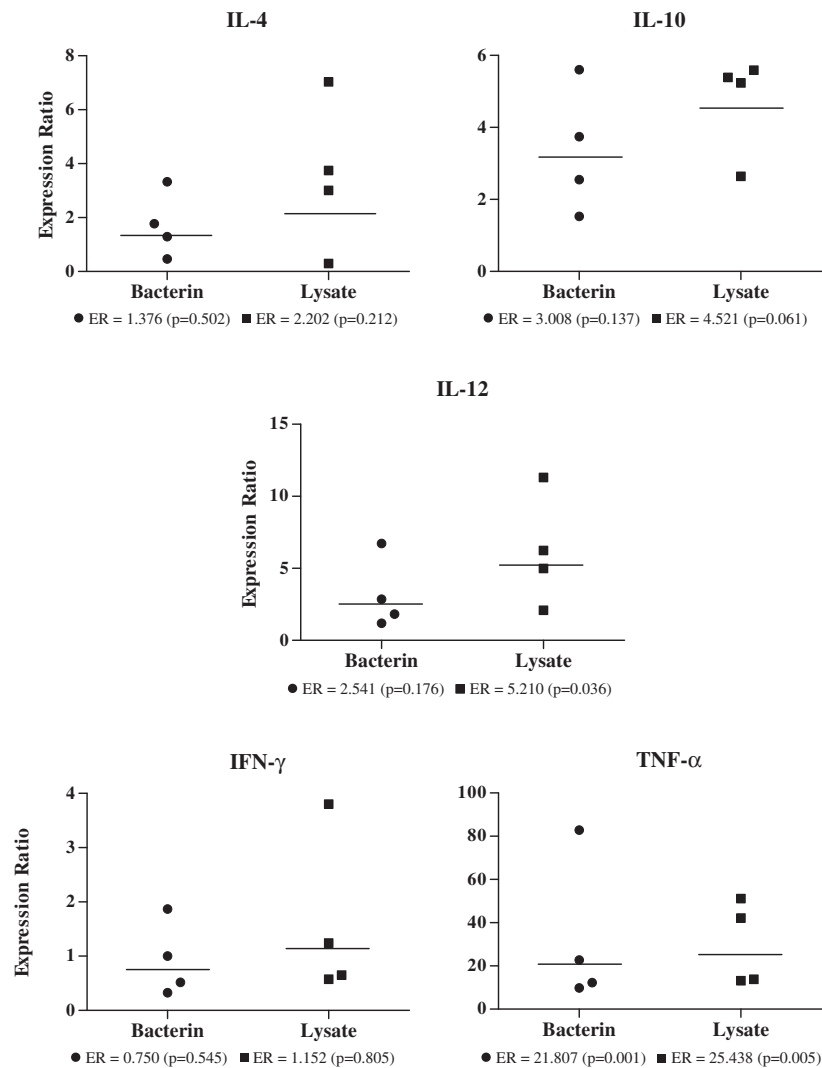 IL-4
Expression Ratio
8
6
4
2
0
Bacterin Lysate
● ER = 1.376 (p=0.502) ■ ER = 2.202 (p=0.212)
IL-10
6
4
2
0
Bacterin Lysate
● ER = 3.008 (p=0.137) ■ ER = 4.521 (p=0.061)
IL-12
Expression Ratio
15
10
5
0
Bacterin Lysate
● ER = 2.541 (p=0.176) ■ ER = 5.210 (p=0.036)
IFN-γ
Expression Ratio
4
3
2
1
0
Bacterin Lysate
● ER = 0.750 (p=0.545) ■ ER = 1.152 (p=0.805)
TNF-α
100
80
60
40
20
0
Bacterin Lysate
● ER = 21.807 (p=0.001) ■ ER = 25.438 (p=0.005)